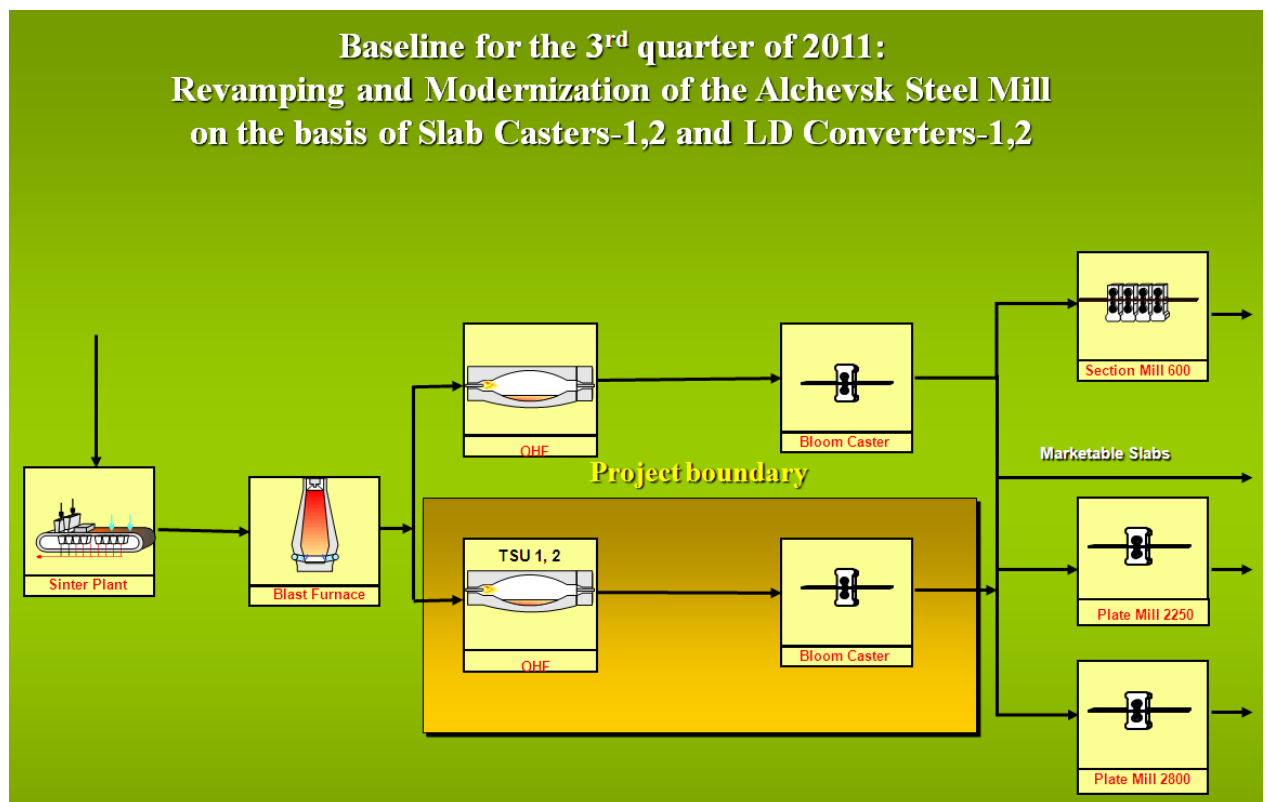 Baseline for the 3rd quarter of 2011:
Revamping and Modernization of the Alchevsk Steel Mill
on the basis of Slab Casters-1,2 and LD Converters-1,2
Section Mill 600
OHF
Bloom Caster
Marketable Slabs
Project boundary
TSU 1, 2
Sinter Plant
Blast Furnace
Plate Mill 2250
OHF
Bloom Caster
Plate Mill 2800